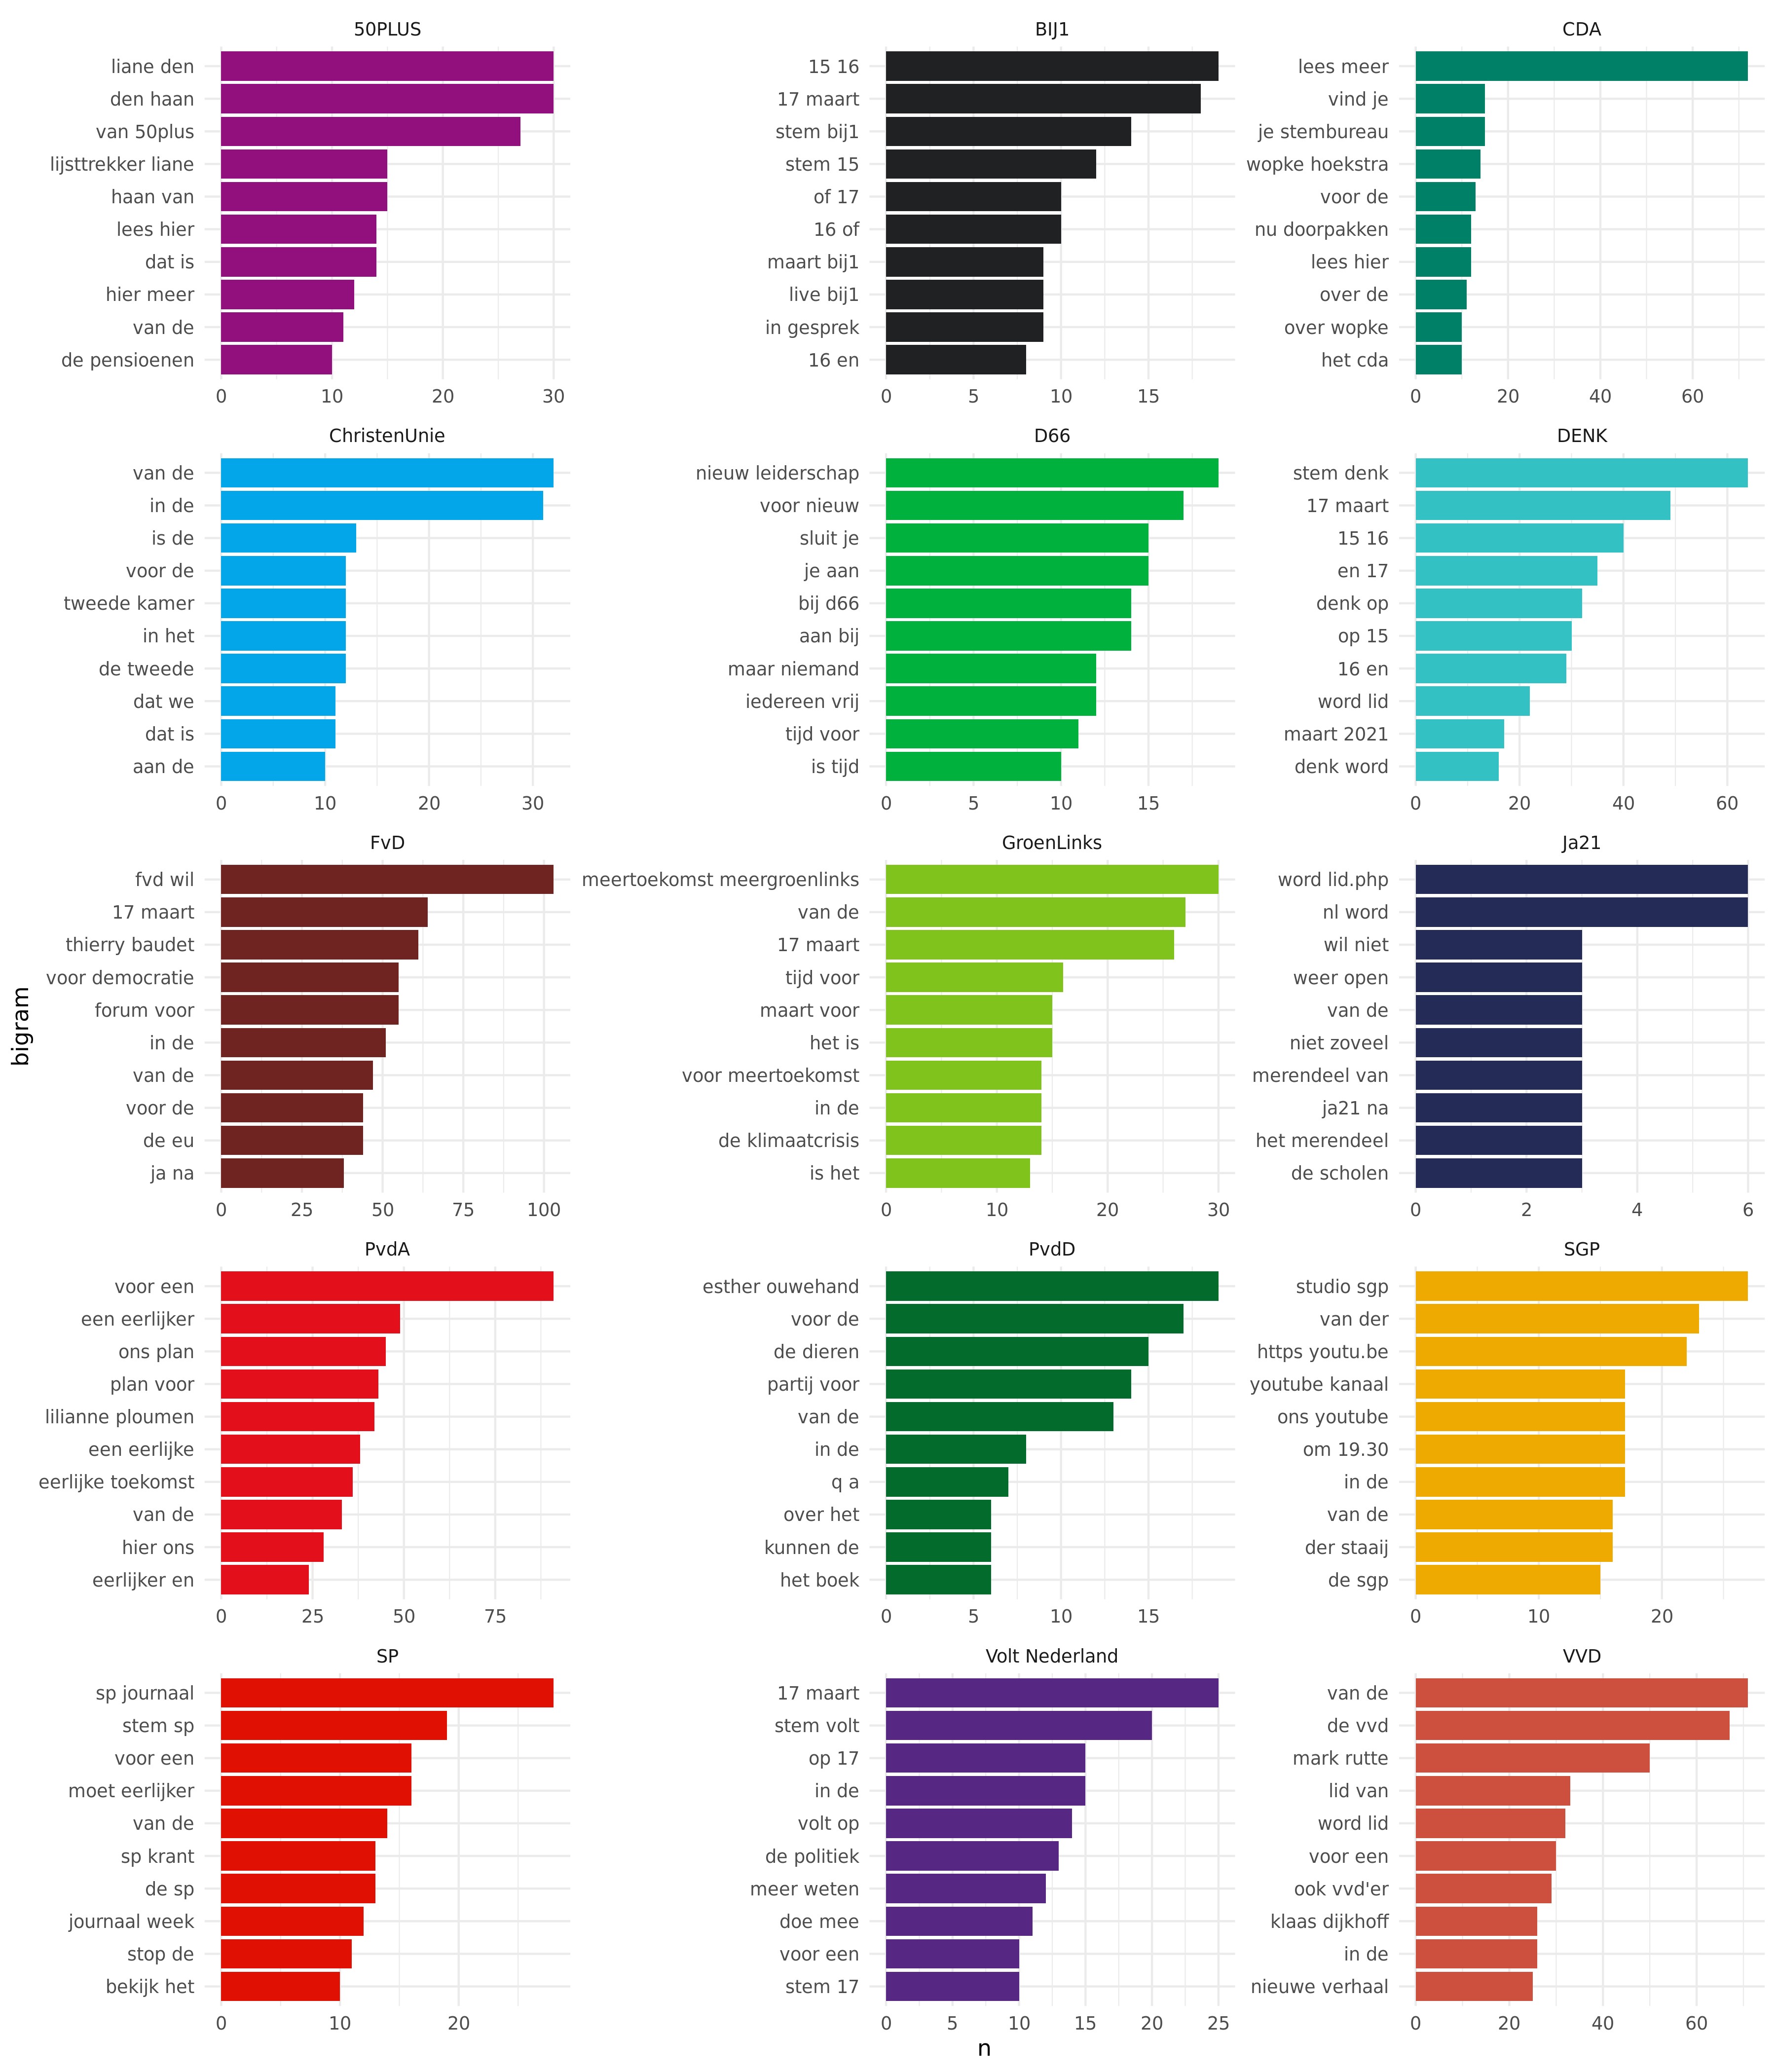 50PLUS
liane den
den haan
van 50plus
lijsttrekker liane
haan van
lees hier
dat is
hier meer
van de
de pensioenen
0 10 20 30
BIJ1
15 16
17 maart
stem bij1
stem 15
of 17
16 of
maart bij1
live bij1
in gesprek
16 en
0 5 10 15
CDA
lees meer
vind je
je stembureau
wopke hoekstra
voor de
nu doorpakken
lees hier
over de
over wopke
het cda
0 20 40 60
ChristenUnie
van de
in de
is de
voor de
tweede kamer
in het
de tweede
dat we
dat is
aan de
0 10 20 30
D66
nieuw leiderschap
voor nieuw
sluit je
je aan
bij d66
aan bij
maar niemand
iedereen vrij
tijd voor
is tijd
0 5 10 15
DENK
stem denk
17 maart
15 16
en 17
denk op
op 15
16 en
word lid
maart 2021
denk word
0 20 40 60
FvD
fvd wil
17 maart
thierry baudet
voor democratie
forum voor
in de
van de
voor de
de eu
ja na
0 25 50 75 100
GroenLinks
meertoekomst meergroenlinks
van de
17 maart
tijd voor
maart voor
het is
voor meertoekomst
in de
de klimaatcrisis
is het
0 10 20 30
Ja21
word lid.php
nl word
wil niet
weer open
van de
niet zoveel
merendeel van
ja21 na
het merendeel
de scholen
0 2 4 6
PvdA
voor een
een eerlijker
ons plan
plan voor
lilianne ploumen
een eerlijke
eerlijke toekomst
van de
hier ons
eerlijker en
0 25 50 75
PvdD
esther ouwehand
voor de
de dieren
partij voor
van de
in de
q a
over het
kunnen de
het boek
0 5 10 15
SGP
studio sgp
van der
https youtu.be
youtube kanaal
ons youtube
om 19.30
in de
van de
der staaij
de sgp
0 10 20
SP
sp journaal
stem sp
voor een
moet eerlijker
van de
sp krant
de sp
journaal week
stop de
bekijk het
0 10 20
Volt Nederland
17 maart
stem volt
op 17
in de
volt op
de politiek
meer weten
doe mee
voor een
stem 17
0 5 10 15 20 25
VVD
van de
de vvd
mark rutte
lid van
word lid
voor een
ook vvd'er
klaas dijkhoff
in de
nieuwe verhaal
0 20 40 60
bigram
n